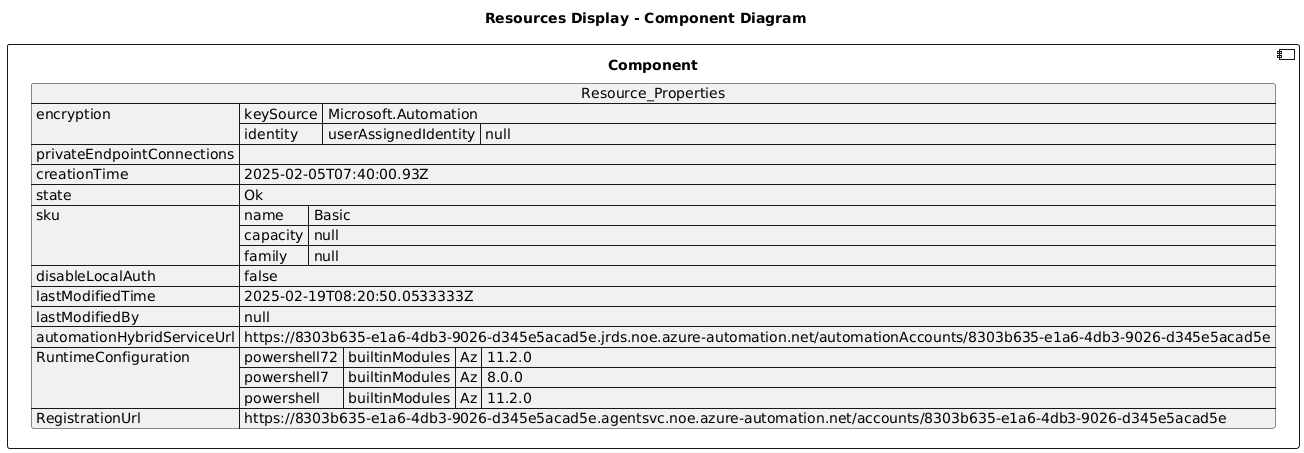 Resources Display - Component Diagram
Component
Resource_Properties
encryption keySource Microsoft.Automation
identity userAssignedIdentity null
privateEndpointConnections
creationTime 2025-02-05T07:40:00.93Z
state Ok
sku name Basic
capacity null
family null
disableLocalAuth false
lastModifiedTime 2025-02-19T08:20:50.0533333Z
lastModifiedBy null
automationHybridServiceUrl https://8303b635-e1a6-4db3-9026-d345e5acad5e.jrds.noe.azure-automation.net/automationAccounts/8303b635-e1a6-4db3-9026-d345e5acad5e
RuntimeConfiguration powershell72 builtinModules Az 11.2.0
powershell7 builtinModules Az 8.0.0
powershell builtinModules Az 11.2.0
RegistrationUrl https://8303b635-e1a6-4db3-9026-d345e5acad5e.agentsvc.noe.azure-automation.net/accounts/8303b635-e1a6-4db3-9026-d345e5acad5e